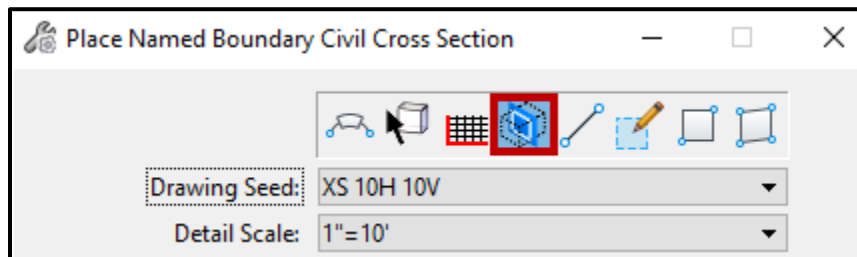 Place Named Boundary Civil Cross Section
Drawing Seed: XS 10H 10V
Detail Scale: 1"=10'